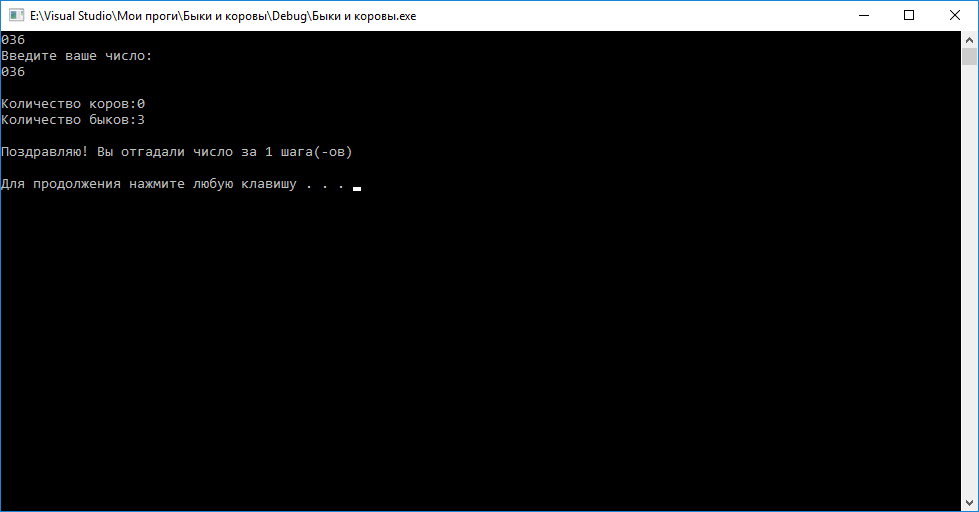 E:\Visual Studio\Мои проги\Быки и коровы\Debug\Быки и коровы.exe
036
Введите ваше число:
036
Количество коров:0
Количество быков:3
Поздравляю! Вы отгадали число за 1 шага(-ов)
Для продолжения нажмите любую клавишу . . .